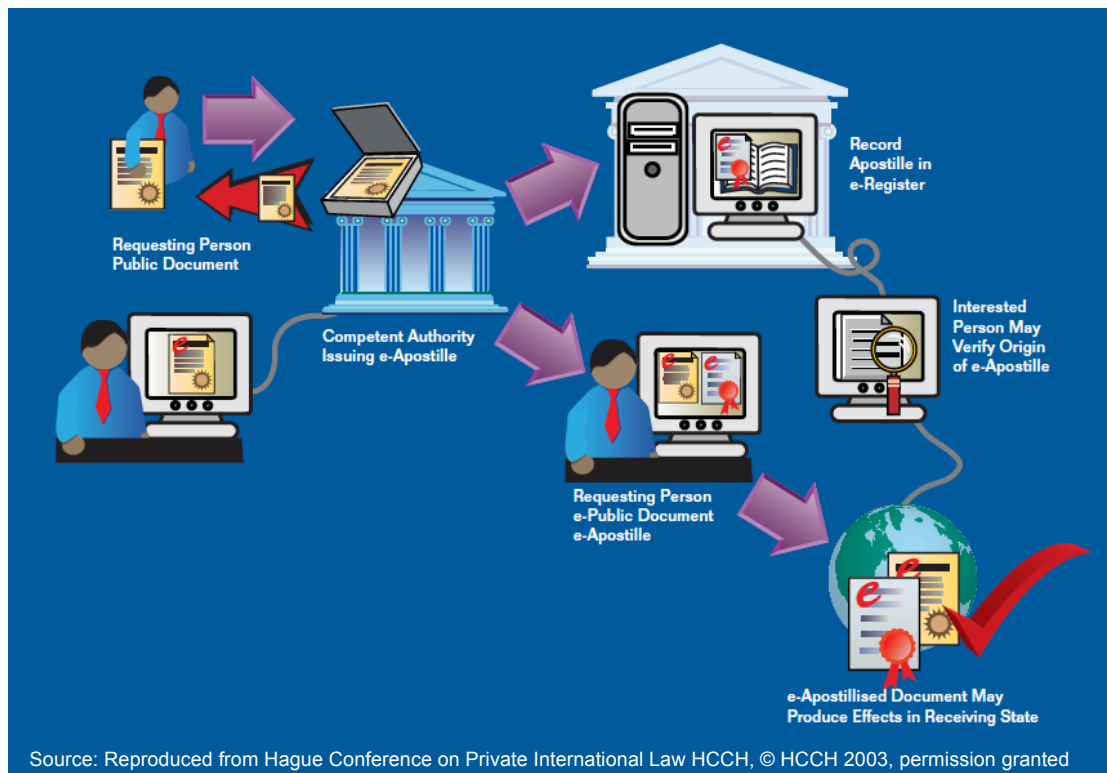 Record
Apostille in
e-Register
Requesting Person
Public Document
Competent Authority
Issuing e-Apostille
Interested
Person May
Verify Origin
of e-Apostille
Requesting Person
e-Public Document
e-Apostille
e-Apostillised Document May
Produce Effects in Receiving State
Source: Reproduced from Hague Conference on Private International Law HCCH, © HCCH 2003, permission granted